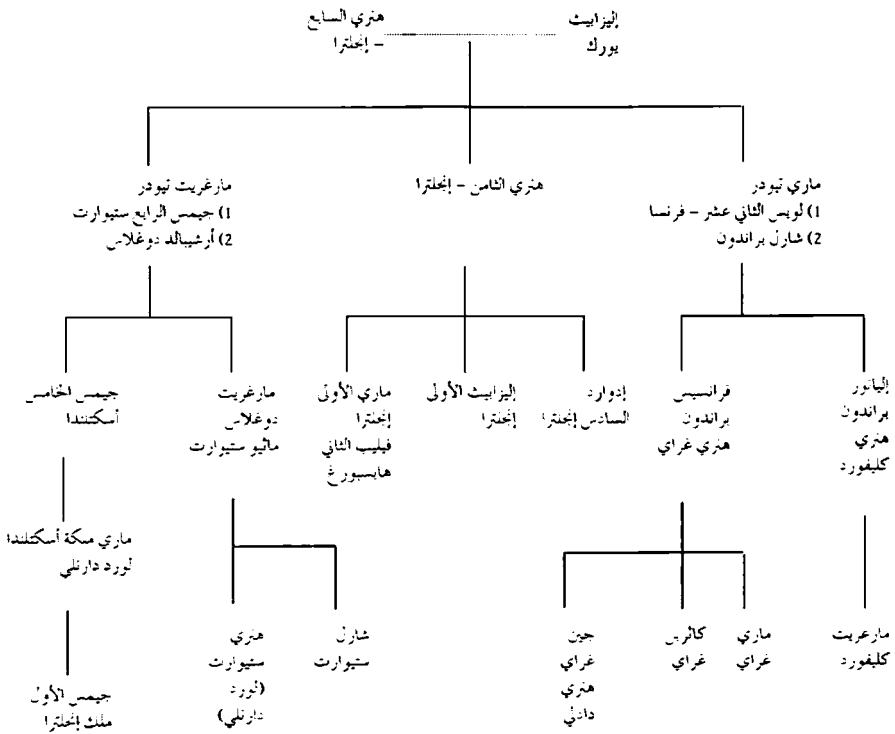 إليزابيث
يورك
هنري السابع
– إنجلترا
ماري تيودر
1) لويس الثاني عشر – فرنسا
2) شارل براندون
هنري الثامن – إنجلترا
مارغريت تيودر
1) جيمس الرابع ستيوارت
2) أرشيبالد دوغلاس
إليانور
براندون
هنري
كليفورد
فرانسيس
براندون
هنري غراي
إدوارد
السادس إنجلترا
إليزابيث الأولى
إنجلترا
ماري الأولى
إنجلترا
فيليب الثاني
هابسبورغ
مارغريت
دوغلاس
ماثيو ستيوارت
جيمس الخامس
أسكتلندا
ماري ملكة أسكتلندا
لورد دارنلي
مارغريت
كليفورد
ماري
غراي
كاثرين
غراي
جين
غراي
هنري
دادلي
شارل
ستيوارت
هنري
ستيوارت
(لورد
دارنلي)
جيمس الأول
ملك إنجلترا